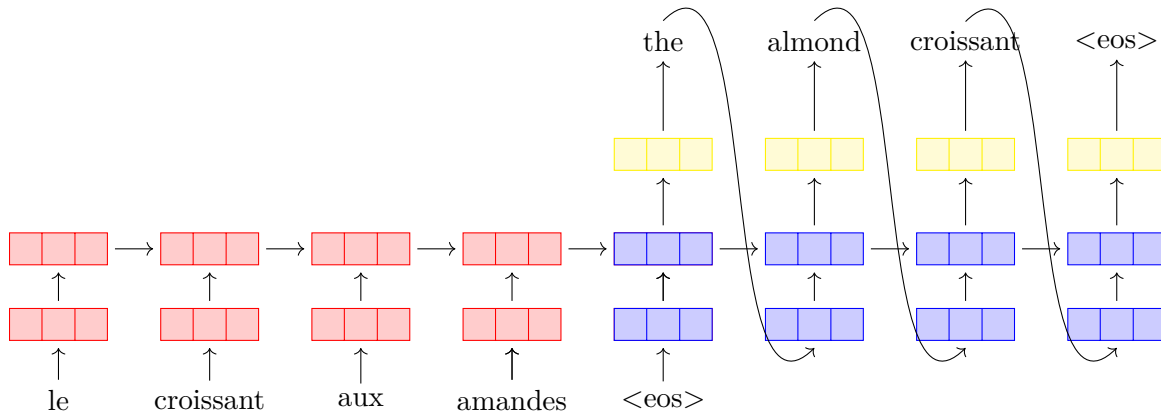 the almond croissant <eos>
le croissant aux amandes <eos>